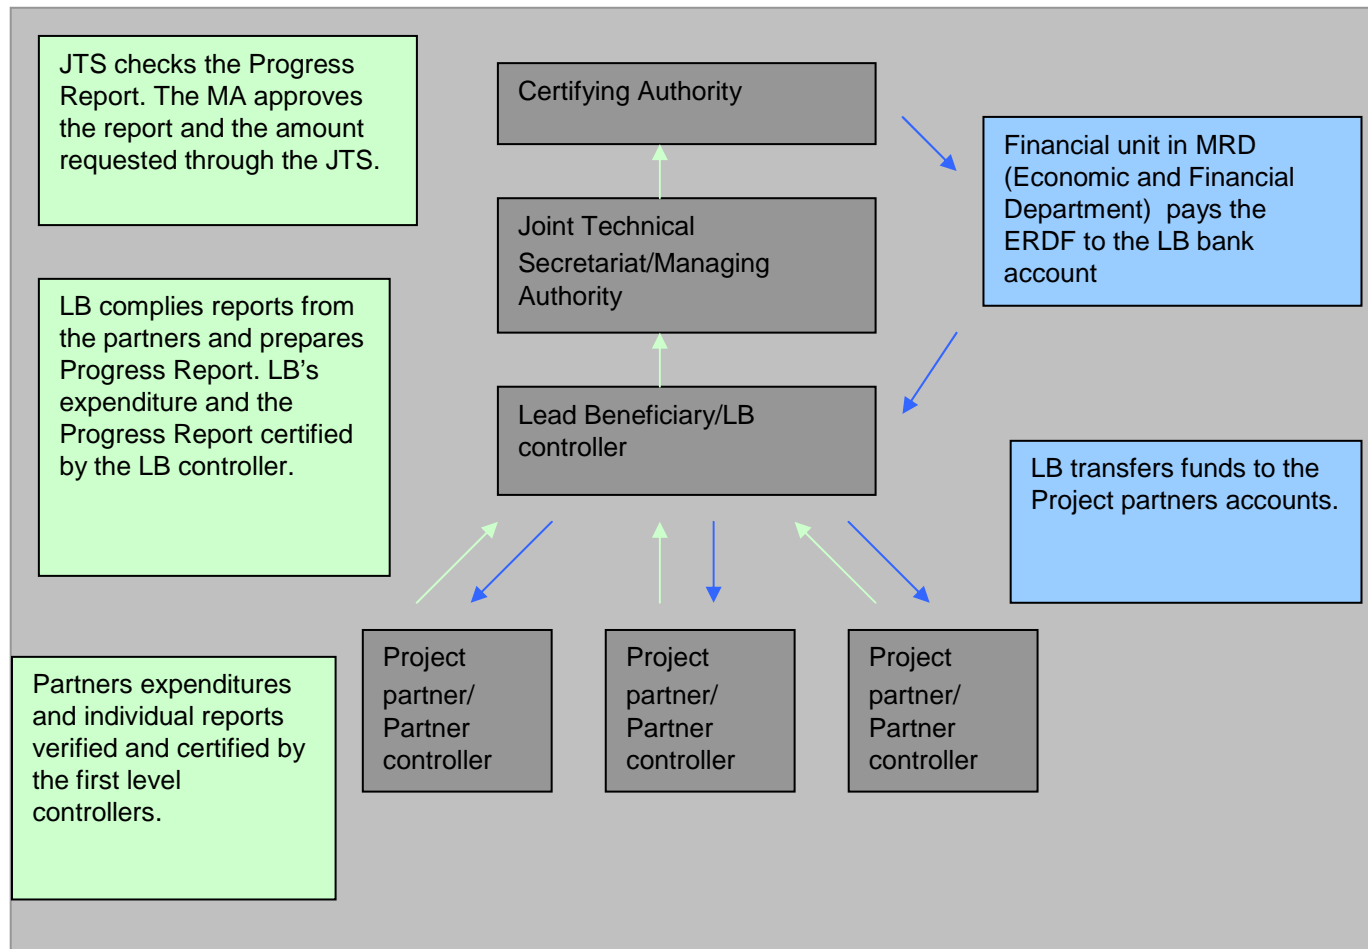 JTS checks the Progress
Report. The MA approves
the report and the amount
requested through the JTS.
Certifying Authority
Financial unit in MRD
(Economic and Financial
Department)  pays the
ERDF to the LB bank
account
Joint Technical
Secretariat/Managing
Authority
LB complies reports from
the partners and prepares
Progress Report. LB’s
expenditure and the
Progress Report certified
by the LB controller.
Lead Beneficiary/LB
controller
LB transfers funds to the
Project partners accounts.
Partners expenditures
and individual reports
verified and certified by
the first level
controllers.
Project
partner/
Partner
controller
Project
partner/
Partner
controller
Project
partner/
Partner
controller